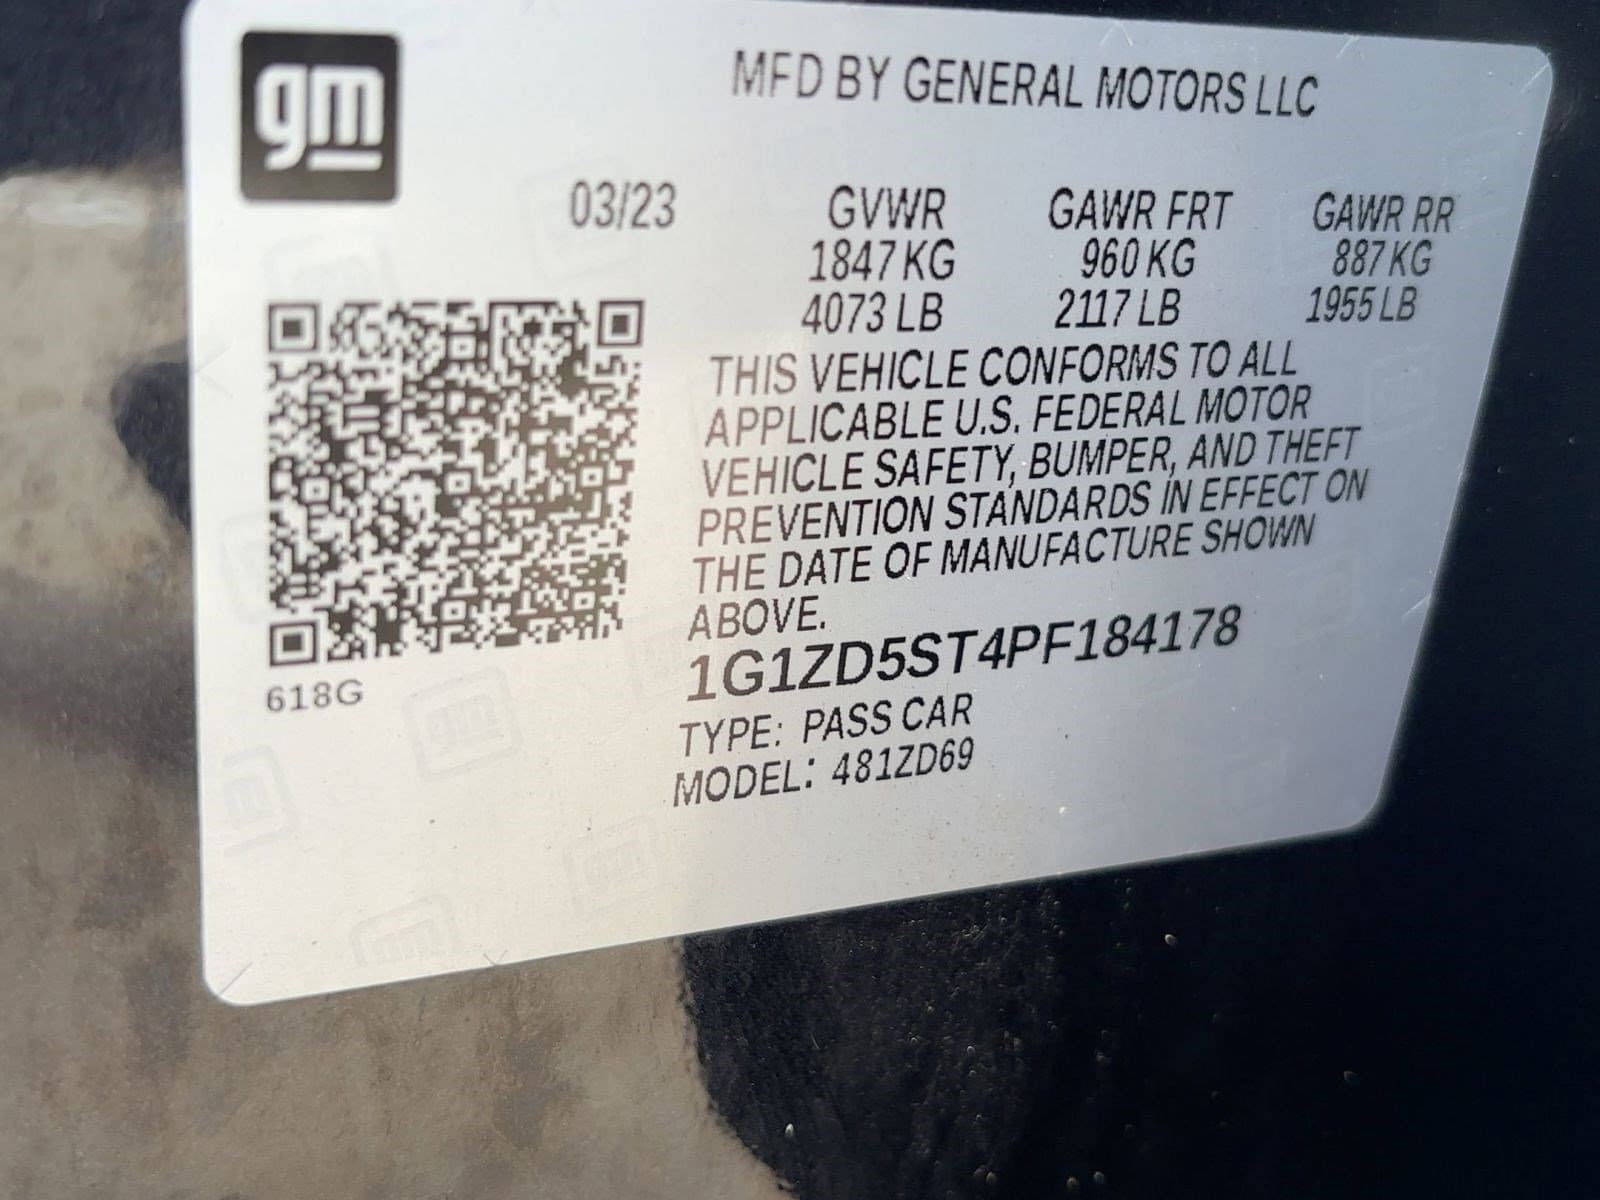 gm
MFD BY GENERAL MOTORS LLC
03/23 GVWR GAWR FRT GAWR RR
1847 KG 960 KG 887 KG
4073 LB 2117 LB 1955 LB
THIS VEHICLE CONFORMS TO ALL
APPLICABLE U.S. FEDERAL MOTOR
VEHICLE SAFETY, BUMPER, AND THEFT
PREVENTION STANDARDS IN EFFECT ON
THE DATE OF MANUFACTURE SHOWN
ABOVE.
1G1ZD5ST4PF184178
618G
TYPE: PASS CAR
MODEL: 481ZD69